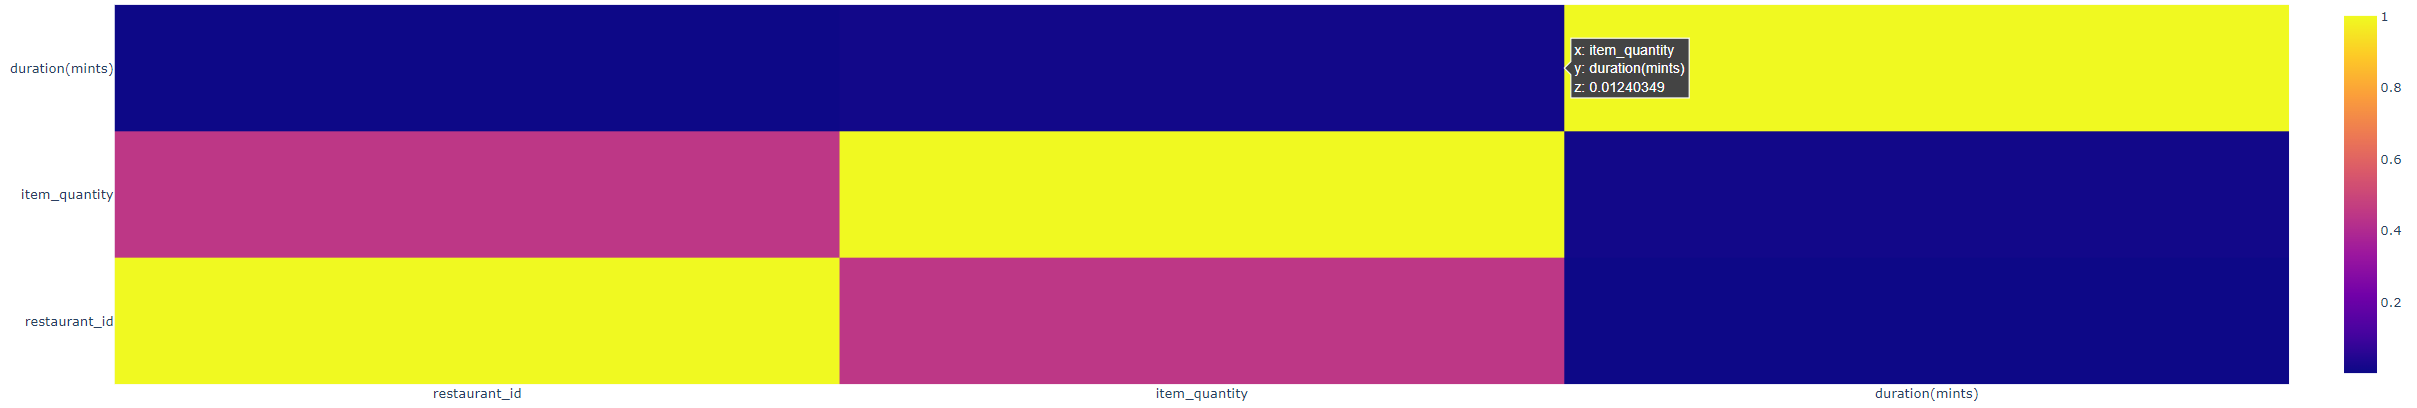 duration(mints)
item_quantity
restaurant_id
x: item_quantity
y: duration(mints)
z: 0.01240349
restaurant_id
item_quantity
duration(mints)
1
0.8
0.6
0.4
0.2